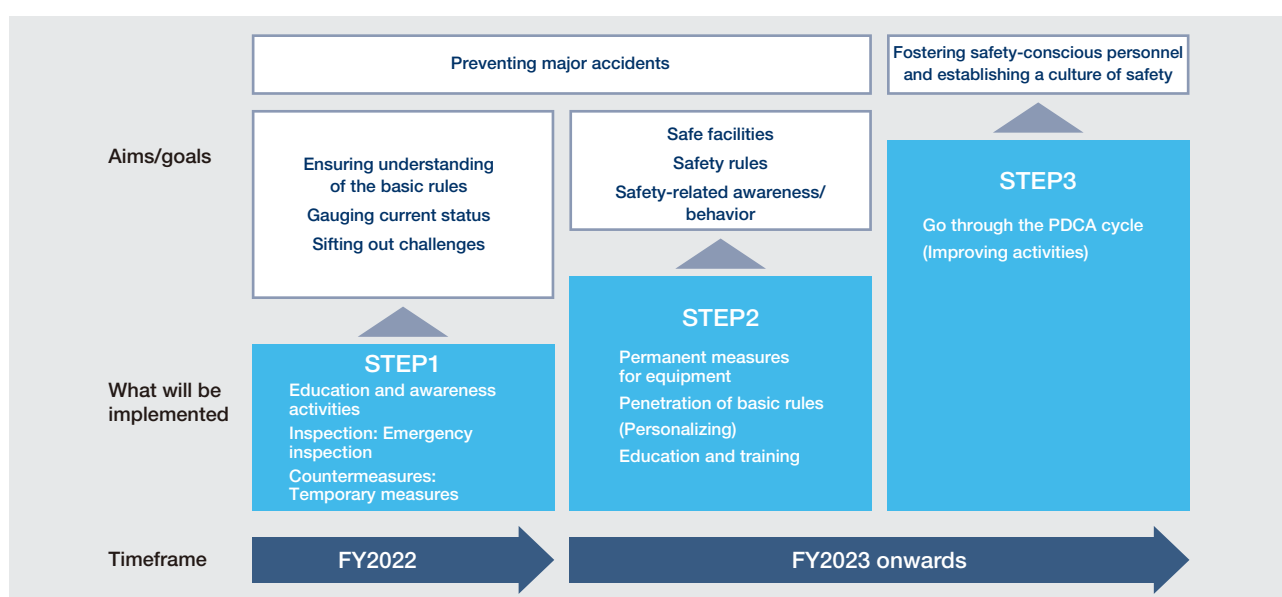 Preventing major accidents
Fostering safety-conscious personnel
and establishing a culture of safety
Aims/goals
Ensuring understanding
of the basic rules
Gauging current status
Sifting out challenges
Safe facilities
Safety rules
Safety-related awareness/
behavior
STEP3
Go through the PDCA cycle
(Improving activities)
What will be
implemented
STEP1
Education and awareness
activities
Inspection: Emergency
inspection
Countermeasures:
Temporary measures
STEP2
Permanent measures
for equipment
Penetration of basic rules
(Personalizing)
Education and training
Timeframe
FY2022
FY2023 onwards